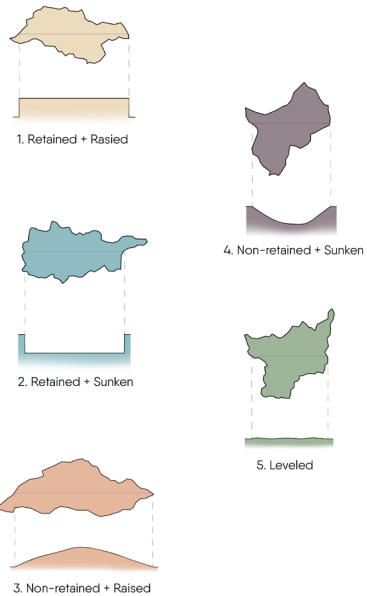 1. Retained + Rasied
2. Retained + Sunken
3. Non-retained + Raised
4. Non-retained + Sunken
5. Leveled